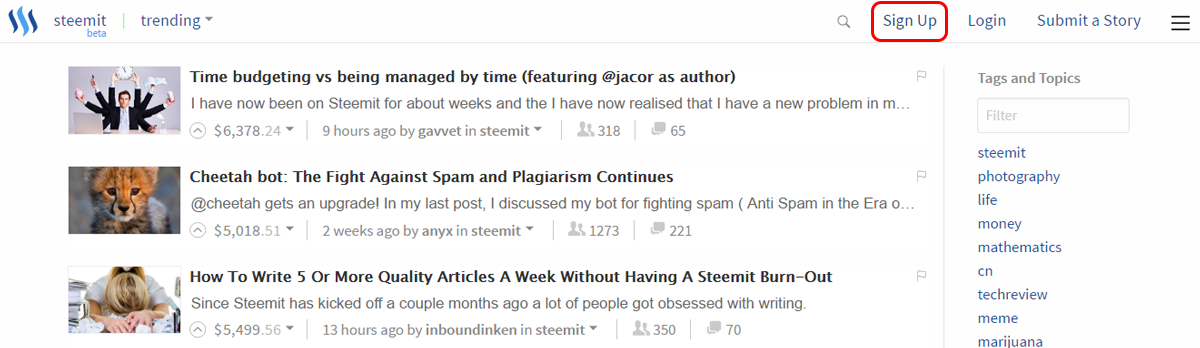 steemit beta trending Sign Up Login Submit a Story
Time budgeting vs being managed by time (featuring @jacor as author)
I have now been on Steemit for about weeks and the I have now realised that I have a new problem in m…
$6,378.24 9 hours ago by gavvet in steemit 318 65
Cheetah bot: The Fight Against Spam and Plagiarism Continues
@cheetah gets an upgrade! In my last post, I discussed my bot for fighting spam ( Anti Spam in the Era o…
$5,018.51 2 weeks ago by anyx in steemit 1273 221
How To Write 5 Or More Quality Articles A Week Without Having A Steemit Burn-Out
Since Steemit has kicked off a couple months ago a lot of people got obsessed with writing.
$5,499.56 13 hours ago by inboundinken in steemit 350 70
Tags and Topics
Filter
steemit
photography
life
money
mathematics
cn
techreview
meme
marijuana